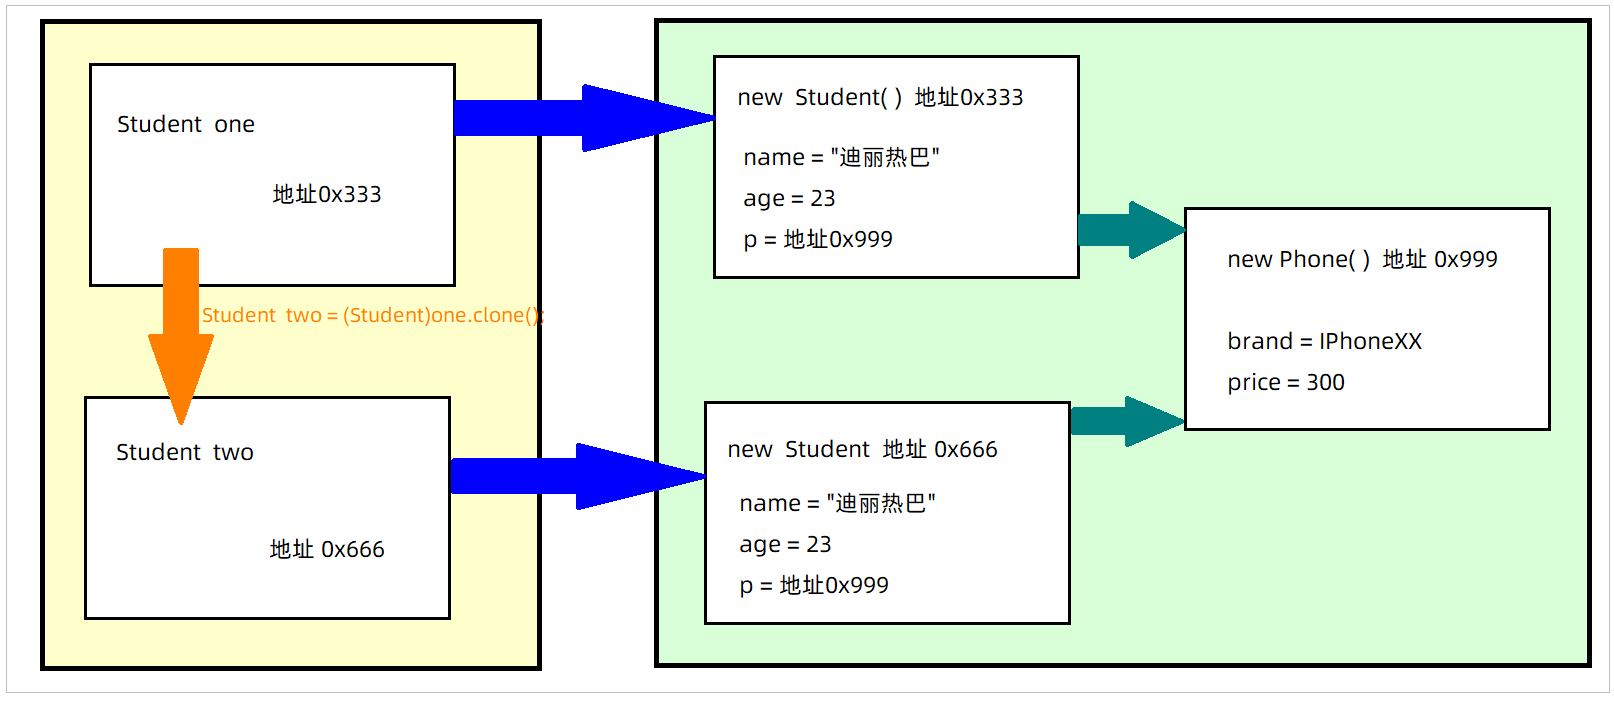 Student one
地址0x333
Student two = (Student)one.clone();
Student two
地址 0x666
new Student( ) 地址0x333
name = "迪丽热巴"
age = 23
p = 地址0x999
new Student 地址 0x666
name = "迪丽热巴"
age = 23
p = 地址0x999
new Phone( ) 地址 0x999
brand = IPhoneXX
price = 300